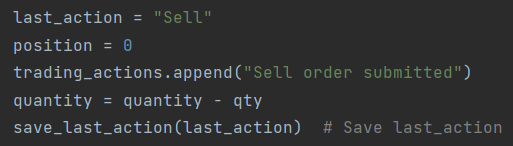 last_action = "Sell"
position = 0
trading_actions.append("Sell order submitted")
quantity = quantity - qty
save_last_action(last_action)  # Save last_action